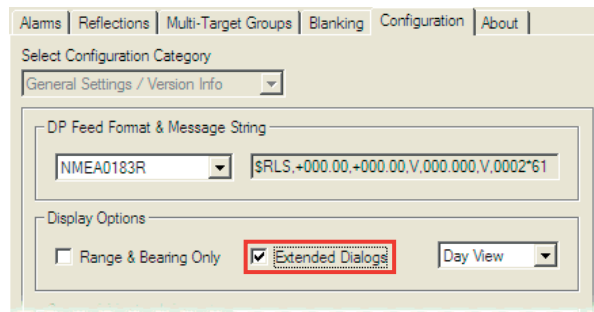 Alarms Reflections Multi-Target Groups Blanking Configuration About
Select Configuration Category
General Settings / Version Info
DP Feed Format & Message String
NMEA0183R $RLS,+000.00,+000.00,V,000.000,V,0002*61
Display Options
Range & Bearing Only Extended Dialogs Day View